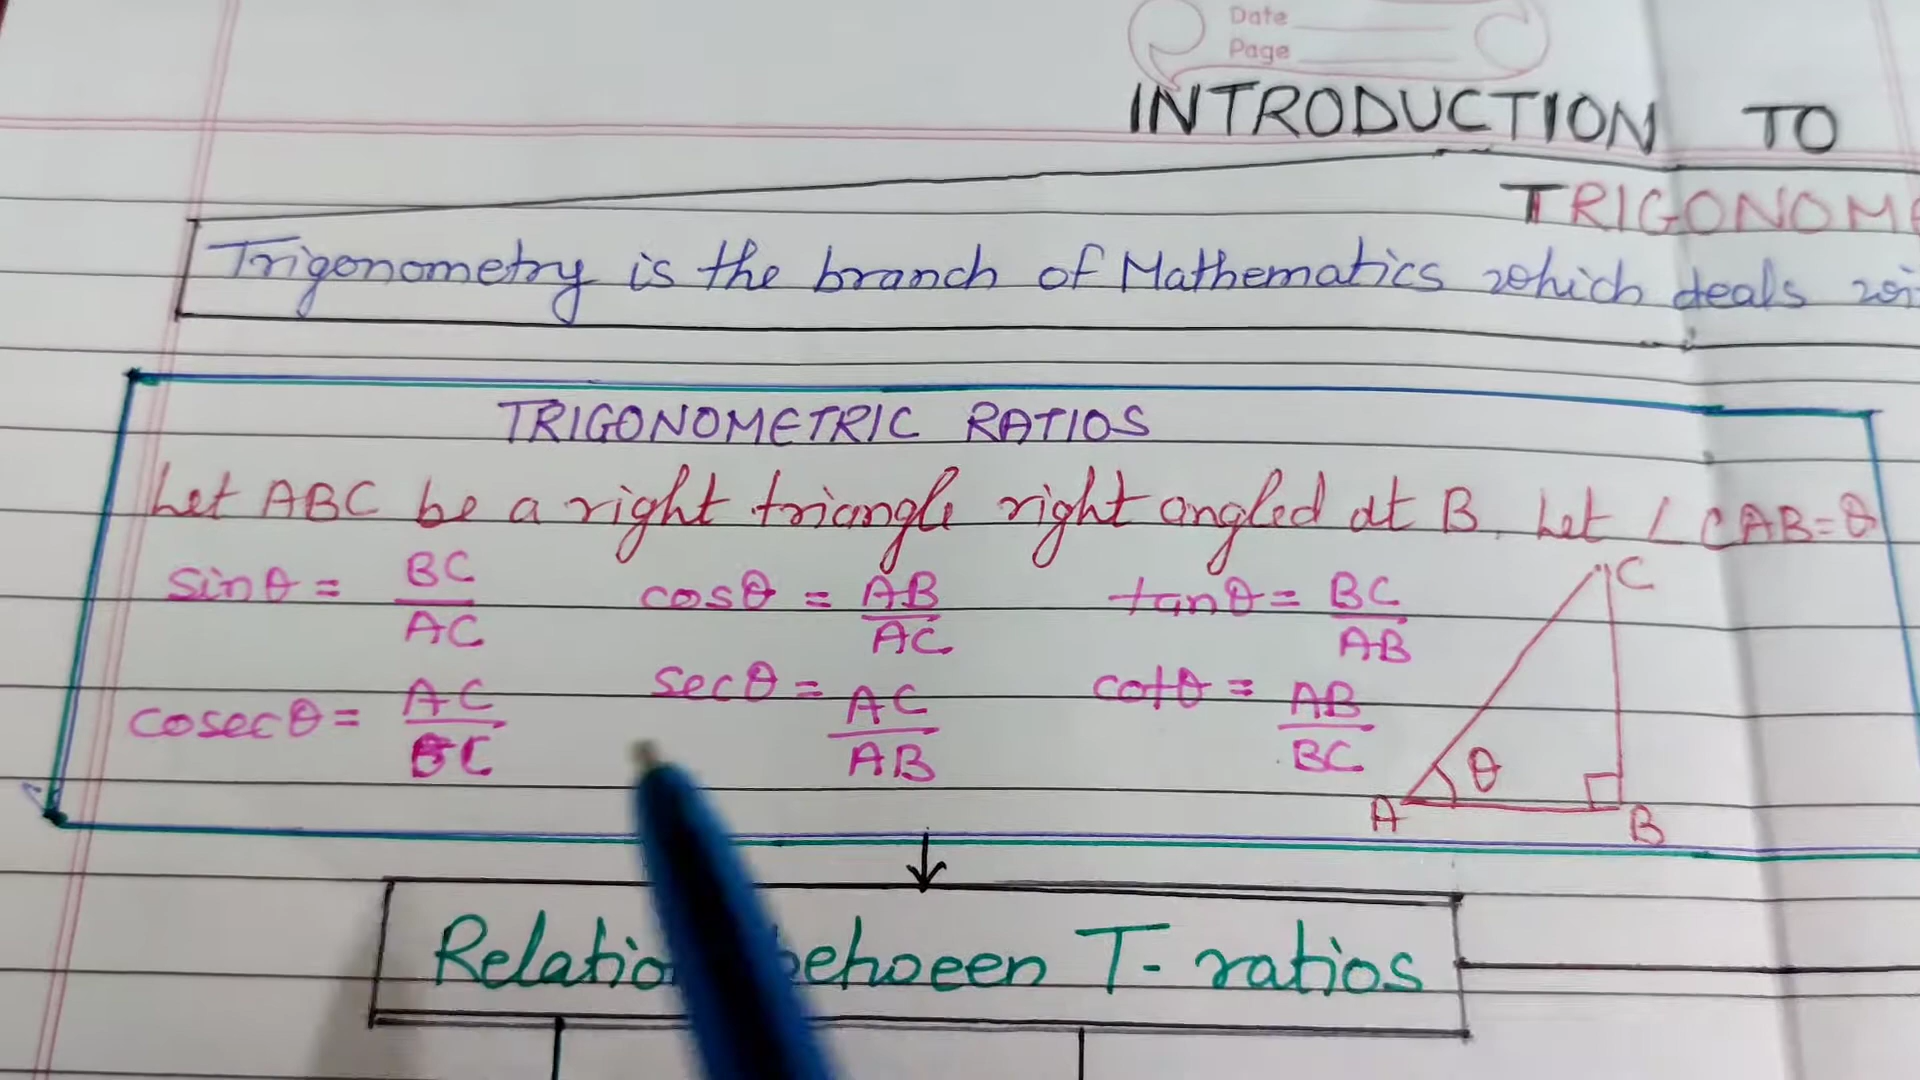 Date
Page
INTRODUCTION TO
Trigonometry is the branch of Mathematics which deals
TRIGONOMETRIC RATIOS
Let ABC be a right triangle right angled at B. Let ∠CAB=θ
sinθ = BC/AC cosθ = AB/AC tanθ = BC/AB
cosecθ = AC/BC secθ = AC/AB cotθ = AB/BC
C
θ
A
B
between T- ratios